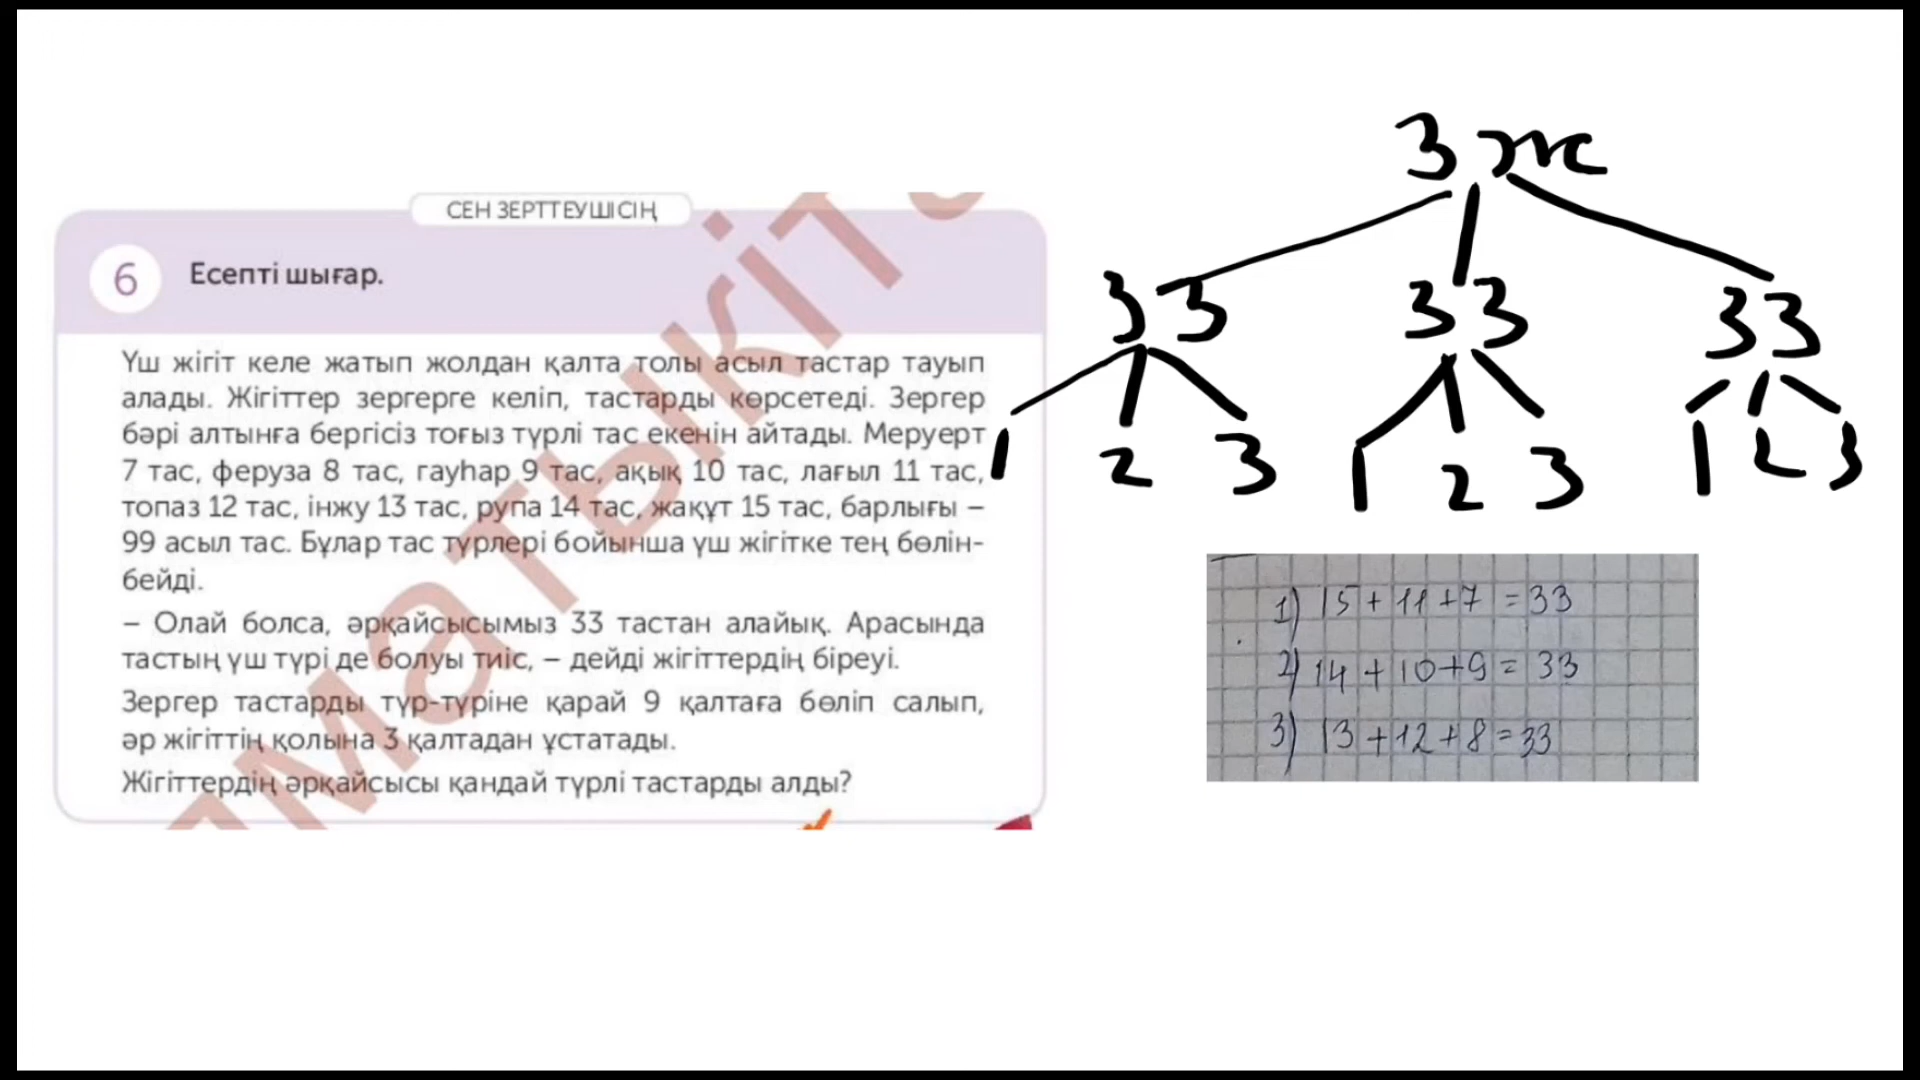 СЕН ЗЕРТТЕУШІСІҢ
6 Есепті шығар.
Үш жігіт келе жатып жолдан қалта толы асыл тастар тауып
алады. Жігіттер зергерге келіп, тастарды көрсетеді. Зергер
бәрі алтынға бергісіз тоғыз түрлі тас екенін айтады. Меруерт
7 тас, феруза 8 тас, гауһар 9 тас, ақық 10 тас, лағыл 11 тас,
топаз 12 тас, інжу 13 тас, рупа 14 тас, жақұт 15 тас, барлығы –
99 асыл тас. Бұлар тас түрлері бойынша үш жігітке тең бөлін-
бейді.
– Олай болса, әрқайсысымыз 33 тастан алайық. Арасында
тастың үш түрі де болуы тиіс, – дейді жігіттердің біреуі.
Зергер тастарды түр-түріне қарай 9 қалтаға бөліп салып,
әр жігіттің қолына 3 қалтадан ұстатады.
Жігіттердің әрқайсысы қандай түрлі тастарды алды?
3 ж
33 33 33
1 2 3 1 2 3 1 2 3
1) 15 + 11 + 7 = 33
2) 14 + 10 + 9 = 33
3) 13 + 12 + 8 = 33